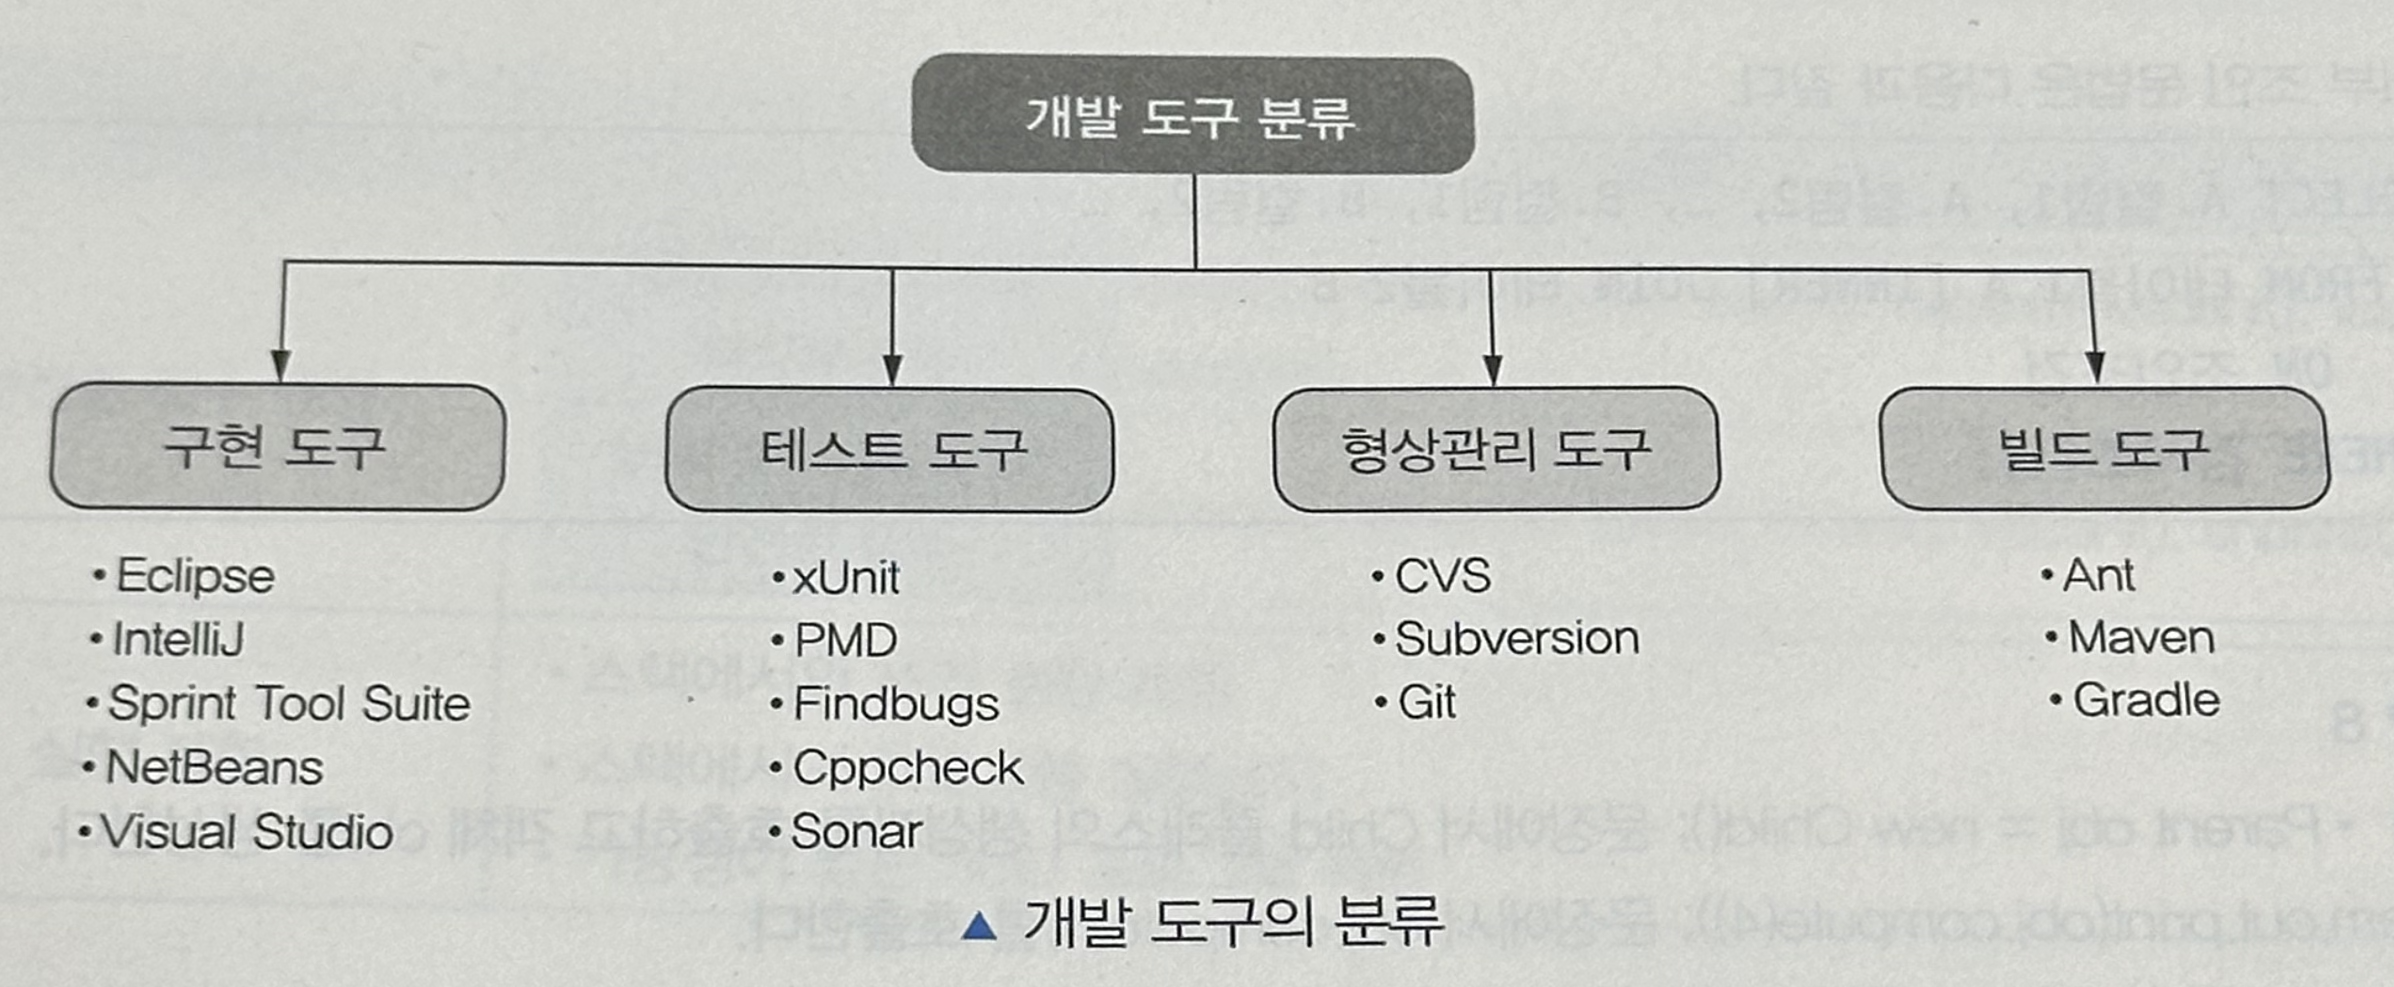 개발 도구 분류
구현 도구
• Eclipse
• IntelliJ
• Sprint Tool Suite
• NetBeans
• Visual Studio
테스트 도구
• xUnit
• PMD
• Findbugs
• Cppcheck
• Sonar
형상관리 도구
• CVS
• Subversion
• Git
빌드 도구
• Ant
• Maven
• Gradle
▲ 개발 도구의 분류